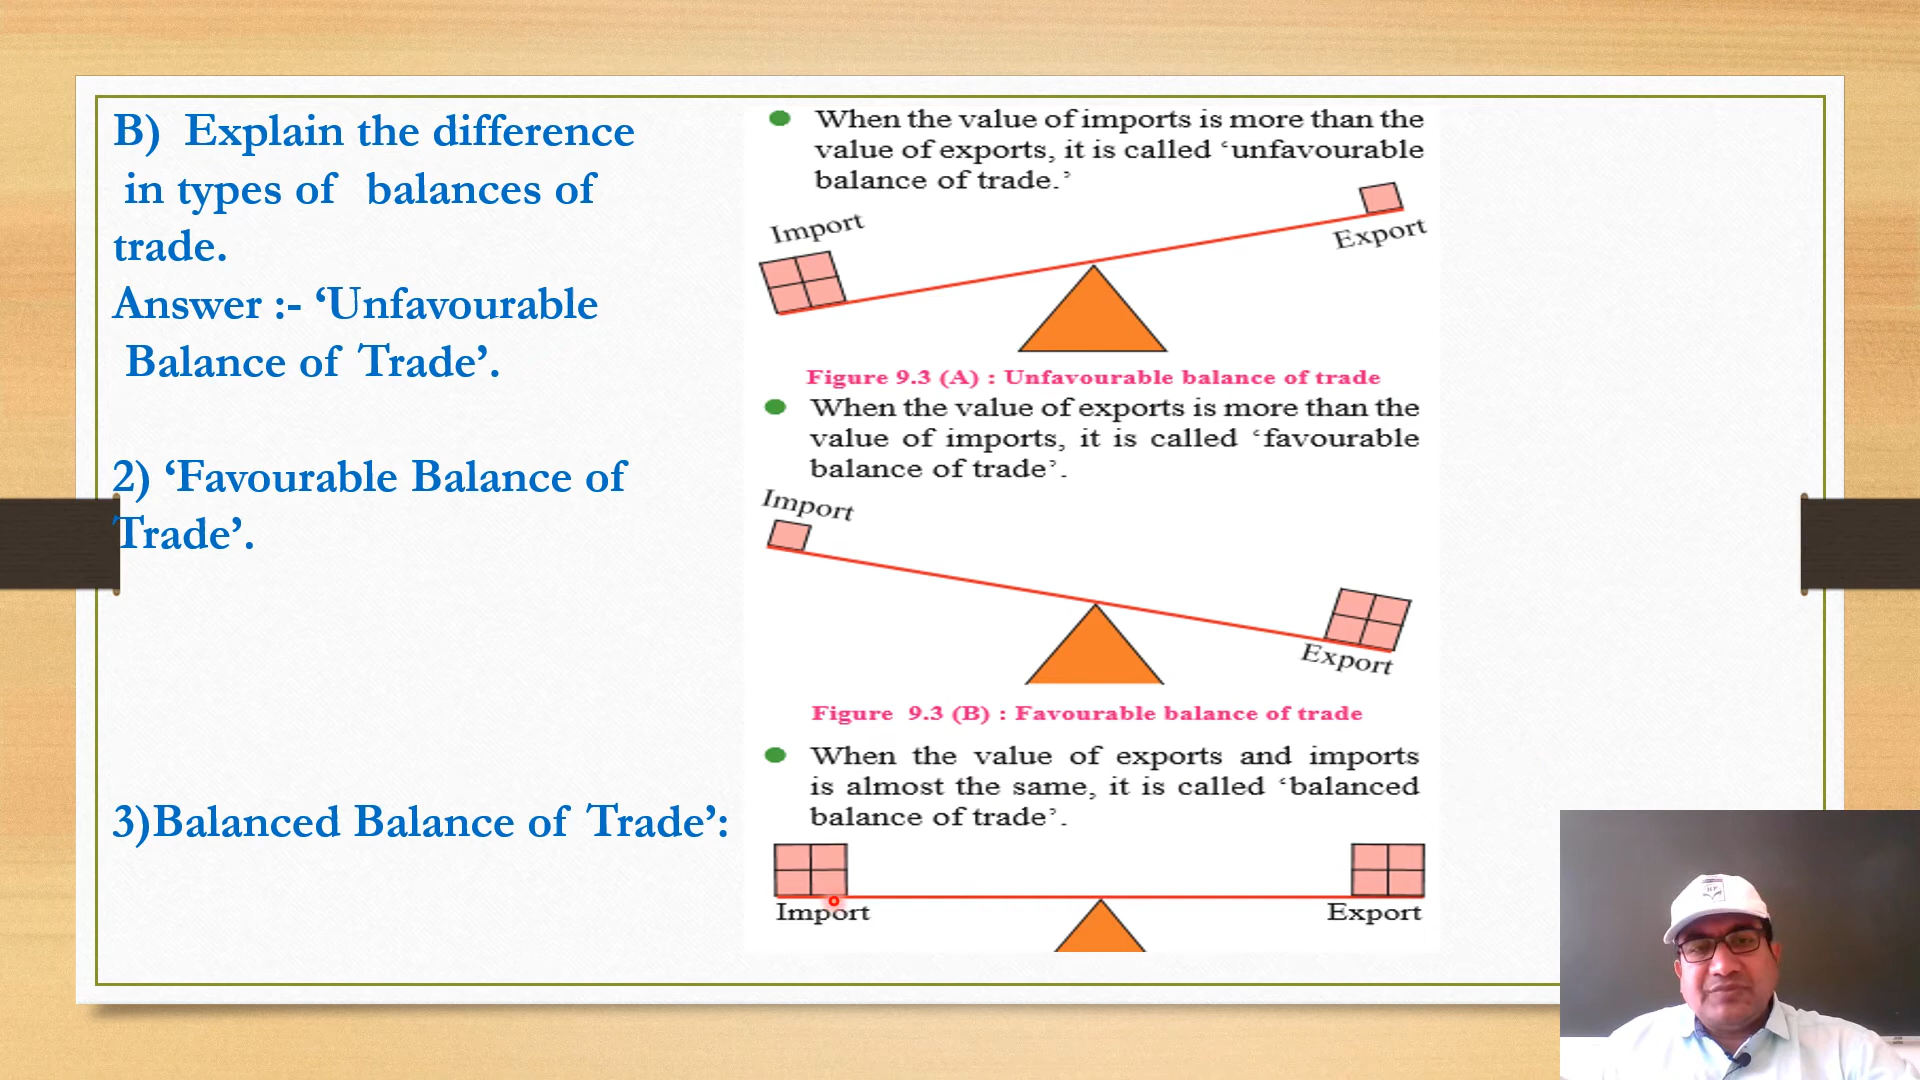 B) Explain the difference
in types of balances of
trade.
Answer :- ‘Unfavourable
Balance of Trade’.
2) ‘Favourable Balance of
Trade’.
3)Balanced Balance of Trade’:
When the value of imports is more than the
value of exports, it is called ‘unfavourable
balance of trade.’
Import
Export
Figure 9.3 (A) : Unfavourable balance of trade
When the value of exports is more than the
value of imports, it is called ‘favourable
balance of trade’.
Import
Export
Figure 9.3 (B) : Favourable balance of trade
When the value of exports and imports
is almost the same, it is called ‘balanced
balance of trade’.
Import
Export
HP